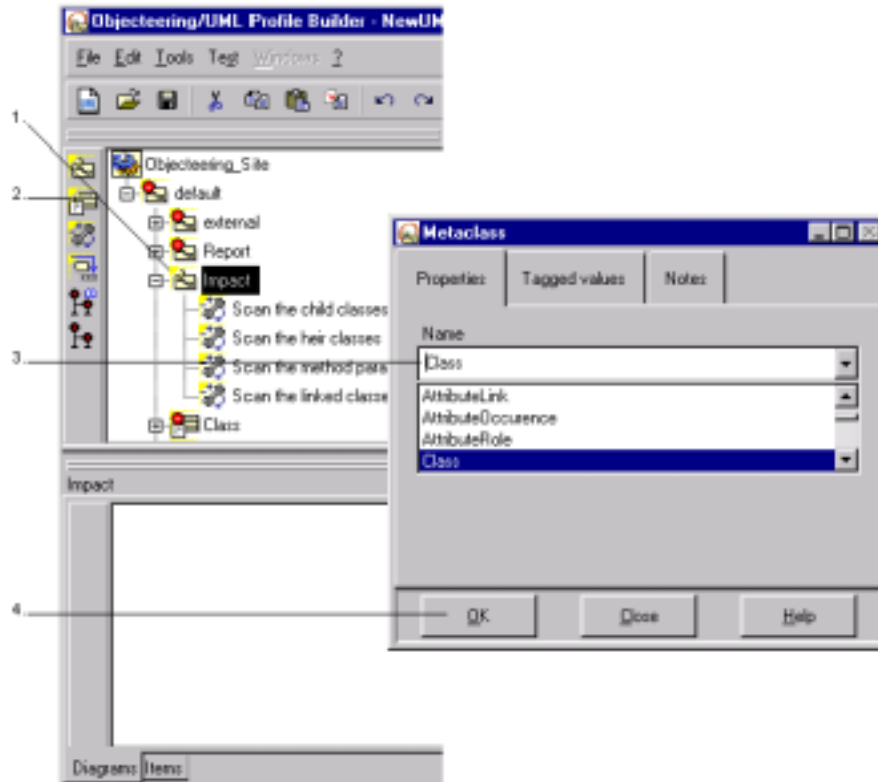 Objecteering/UML Profile Builder - NewUM
File Edit Tools Test Windows ?
1.
2.
3.
4.
Objecteering_Site
default
external
Report
Impact
Scan the child classes
Scan the heir classes
Scan the method para
Scan the linked classe
Class
Impact
Diagrams Items
Metaclass
Properties Tagged values Notes
Name
Class
AttributeLink
AttributeOccurence
AttributeRole
Class
OK Close Help